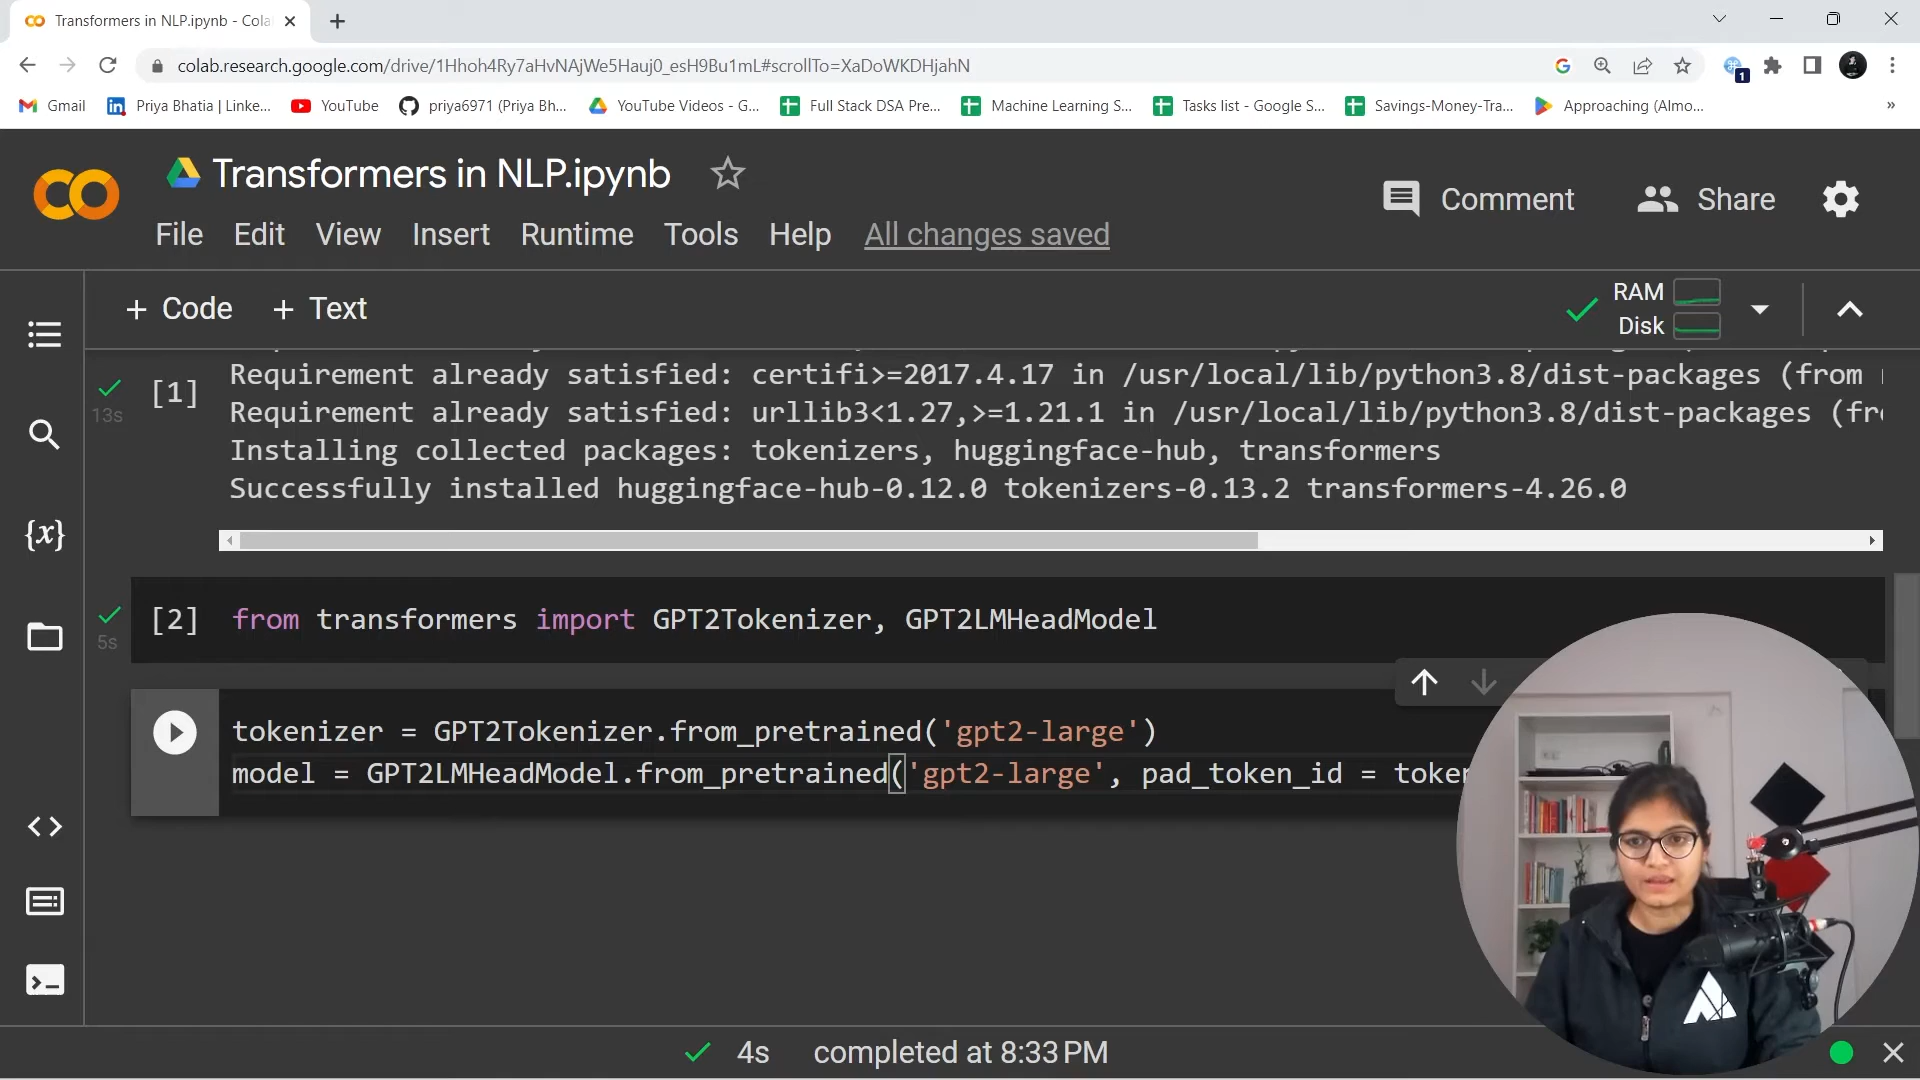 Transformers in NLP.ipynb - Cola
colab.research.google.com/drive/1Hhoh4Ry7aHvNAjWe5Hauj0_esH9Bu1mL#scrollTo=XaDoWKDHjahN
1
Gmail Priya Bhatia | Linke... YouTube priya6971 (Priya Bh... YouTube Videos - G... Full Stack DSA Pre... Machine Learning S... Tasks list - Google S... Savings-Money-Tra... Approaching (Almo... »
CO Transformers in NLP.ipynb
Comment Share
File Edit View Insert Runtime Tools Help All changes saved
+ Code + Text
RAM
Disk
[1] Requirement already satisfied: certifi>=2017.4.17 in /usr/local/lib/python3.8/dist-packages (from
13s
Requirement already satisfied: urllib3<1.27,>=1.21.1 in /usr/local/lib/python3.8/dist-packages
Installing collected packages: tokenizers, huggingface-hub, transformers
Successfully installed huggingface-hub-0.12.0 tokenizers-0.13.2 transformers-4.26.0
{x}
[2] from transformers import GPT2Tokenizer, GPT2LMHeadModel
5s
tokenizer = GPT2Tokenizer.from_pretrained('gpt2-large')
model = GPT2LMHeadModel.from_pretrained('gpt2-large', pad_token_id =
4s completed at 8:33 PM